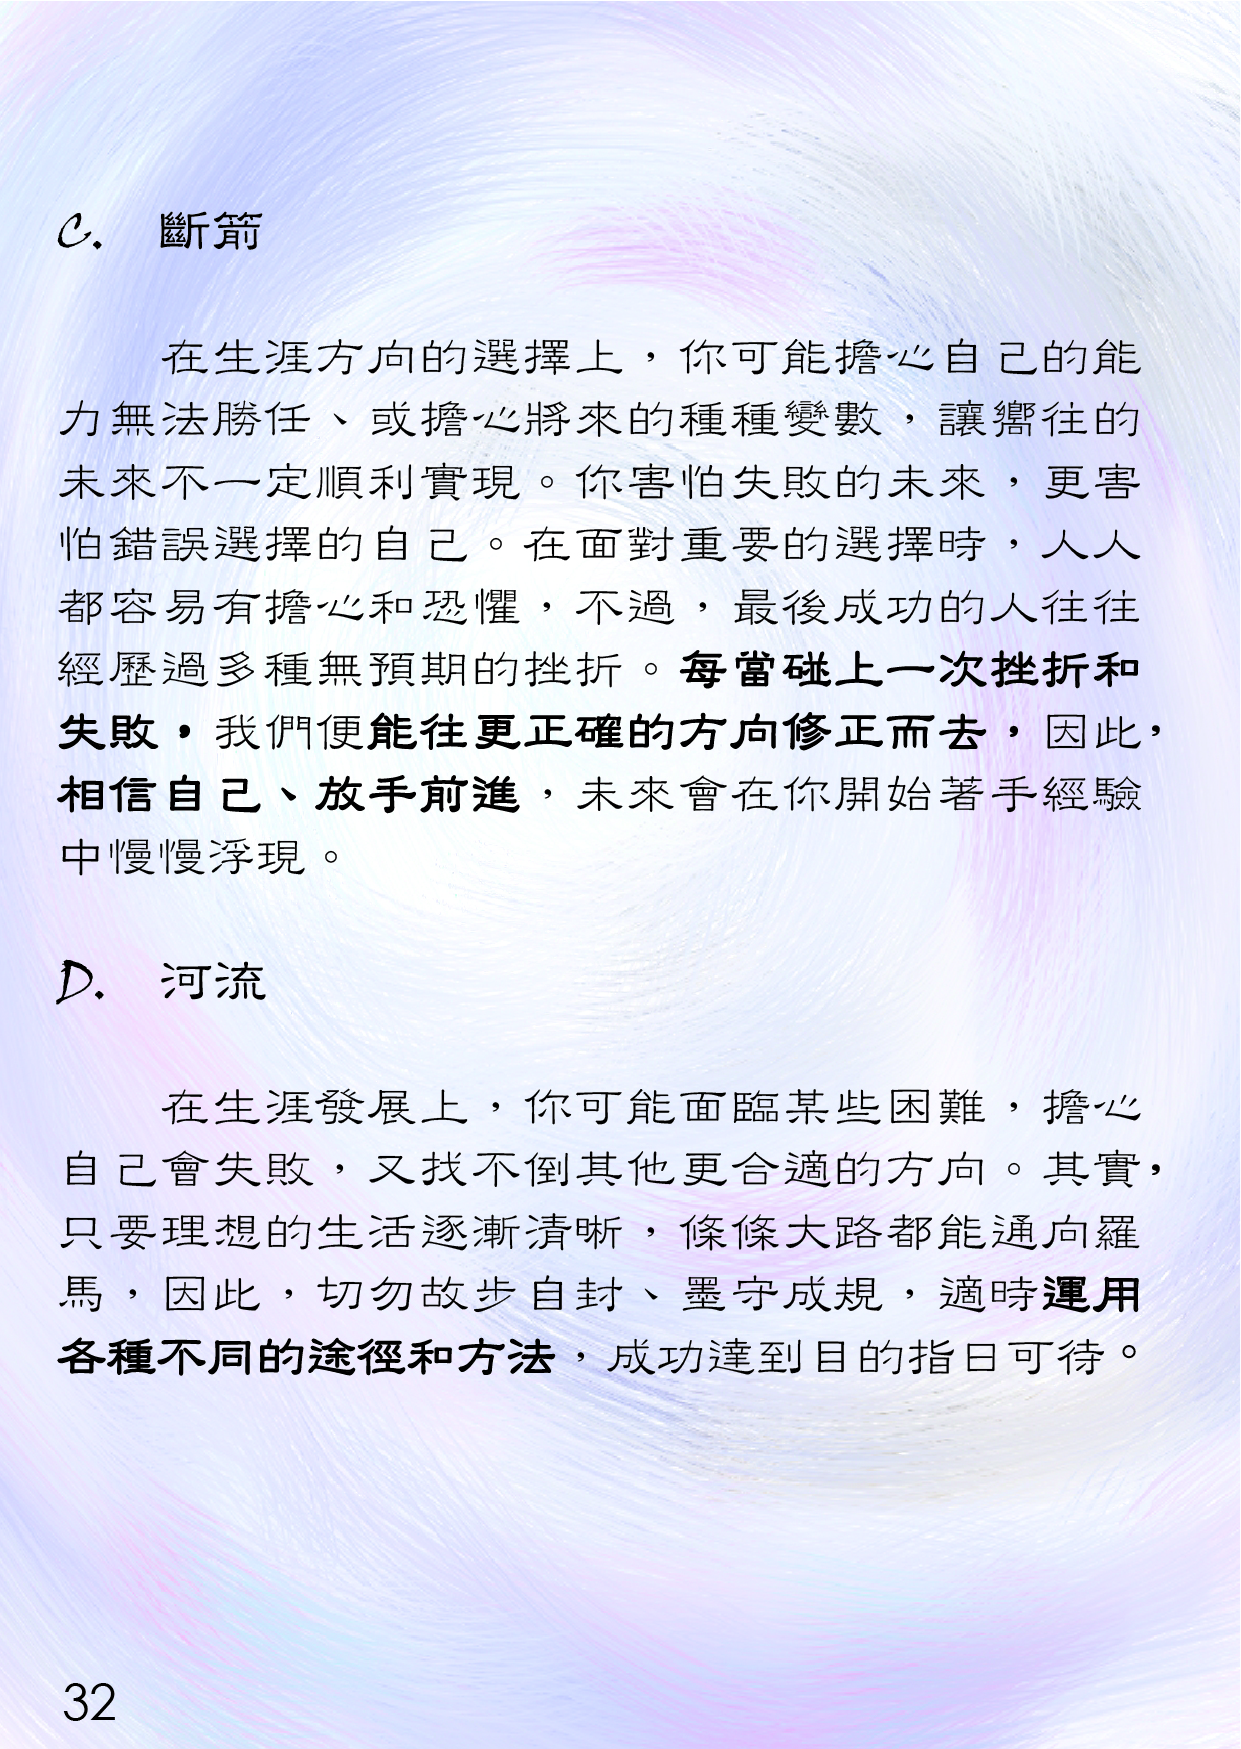 C. 斷箭
在生涯方向的選擇上，你可能擔心自己的能
力無法勝任、或擔心將來的種種變數，讓嚮往的
未來不一定順利實現。你害怕失敗的未來，更害
怕錯誤選擇的自己。在面對重要的選擇時，人人
都容易有擔心和恐懼，不過，最後成功的人往往
經歷過多種無預期的挫折。每當碰上一次挫折和
失敗，我們便能往更正確的方向修正而去，因此，
相信自己、放手前進，未來會在你開始著手經驗
中慢慢浮現。
D. 河流
在生涯發展上，你可能面臨某些困難，擔心
自己會失敗，又找不倒其他更合適的方向。其實，
只要理想的生活逐漸清晰，條條大路都能通向羅
馬，因此，切勿故步自封、墨守成規，適時運用
各種不同的途徑和方法，成功達到目的指日可待。
32